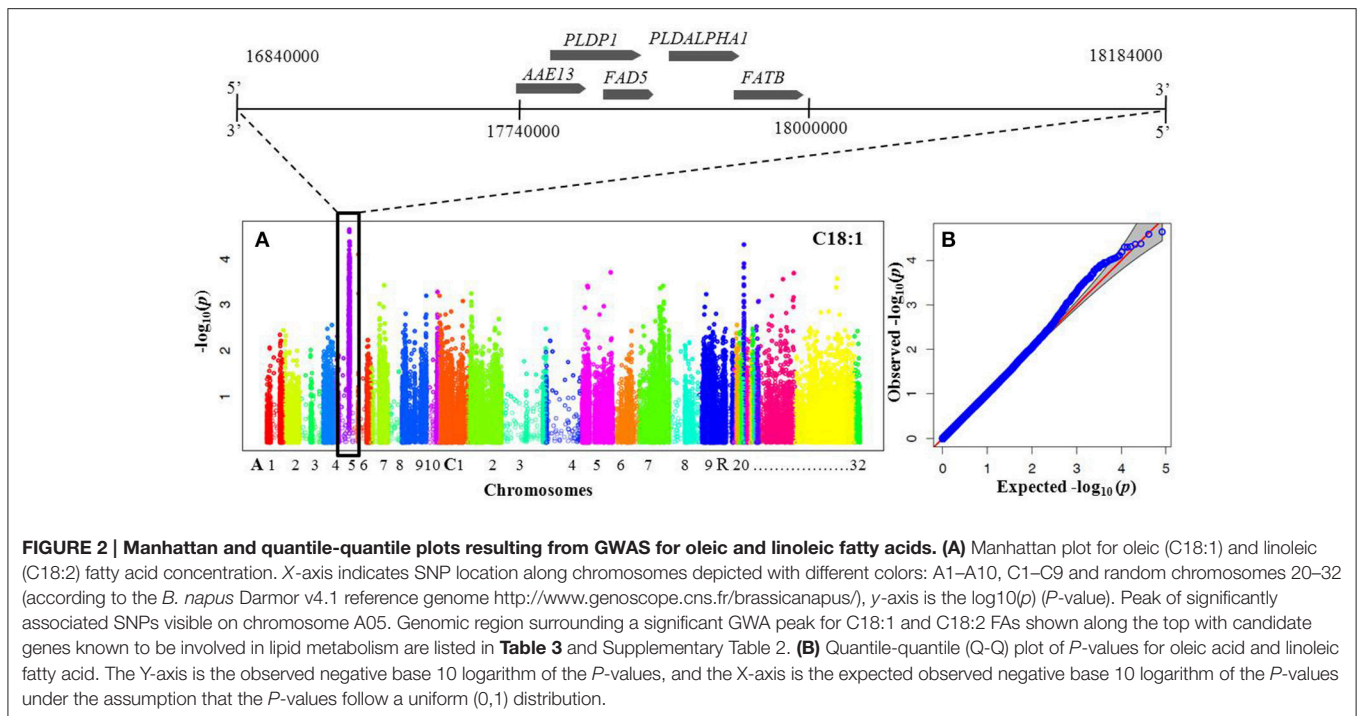 PLDP1 PLDALPHA1
16840000 18184000
AAE13 FAD5 FATB
5’ 3’
3’ 5’
17740000 18000000
A C18:1
-log10(p)
4
3
2
1
A 1 2 3 4 5 6 7 8 9 10 C1 2 3 4 5 6 7 8 9 R 20 ..................... 32
Chromosomes
B
Observed -log10(p)
4
3
2
1
0
0 1 2 3 4 5
Expected -log10(p)
FIGURE 2 | Manhattan and quantile-quantile plots resulting from GWAS for oleic and linoleic fatty acids. (A) Manhattan plot for oleic (C18:1) and linoleic
(C18:2) fatty acid concentration. X-axis indicates SNP location along chromosomes depicted with different colors: A1–A10, C1–C9 and random chromosomes 20–32
(according to the B. napus Darmor v4.1 reference genome http://www.genoscope.cns.fr/brassicanapus/), y-axis is the log10(p) (P-value). Peak of significantly
associated SNPs visible on chromosome A05. Genomic region surrounding a significant GWA peak for C18:1 and C18:2 FAs shown along the top with candidate
genes known to be involved in lipid metabolism are listed in Table 3 and Supplementary Table 2. (B) Quantile-quantile (Q-Q) plot of P-values for oleic acid and linoleic
fatty acid. The Y-axis is the observed negative base 10 logarithm of the P-values, and the X-axis is the expected observed negative base 10 logarithm of the P-values
under the assumption that the P-values follow a uniform (0,1) distribution.